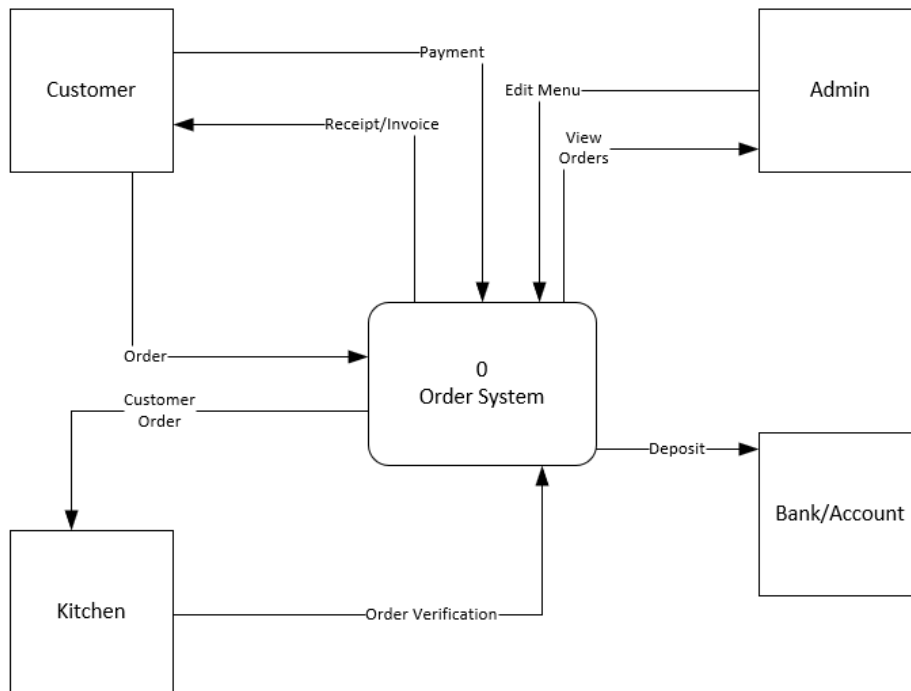 Customer
Payment
Admin
Edit Menu
Receipt/Invoice
View
Orders
0
Order System
Order
Customer
Order
Deposit
Bank/Account
Kitchen
Order Verification